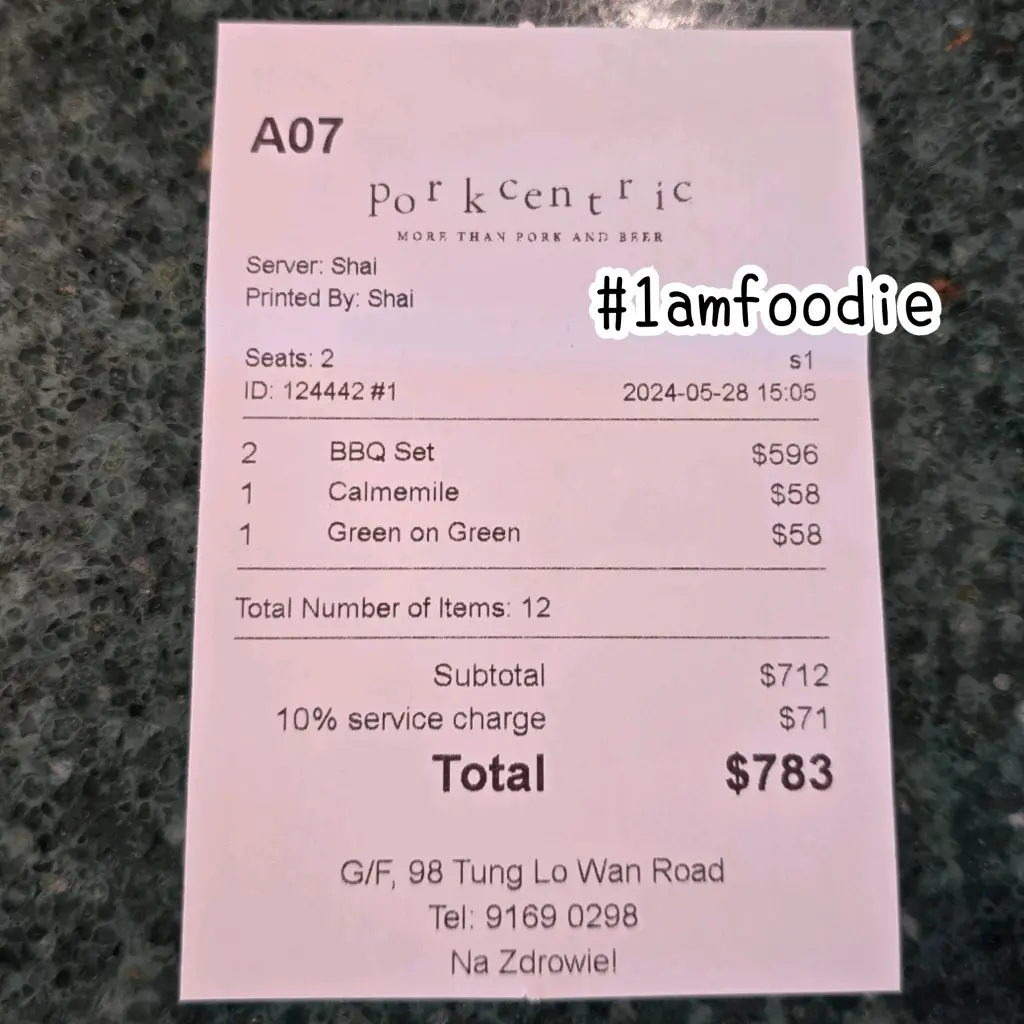 A07
Porkcentric
MORE THAN PORK AND BEER
Server: Shai
Printed By: Shai
#1amfoodie
Seats: 2 s1
ID: 124442 #1 2024-05-28 15:05
2 BBQ Set $596
1 Calmemile $58
1 Green on Green $58
Total Number of Items: 12
Subtotal $712
10% service charge $71
Total $783
G/F, 98 Tung Lo Wan Road
Tel: 9169 0298
Na Zdrowie!